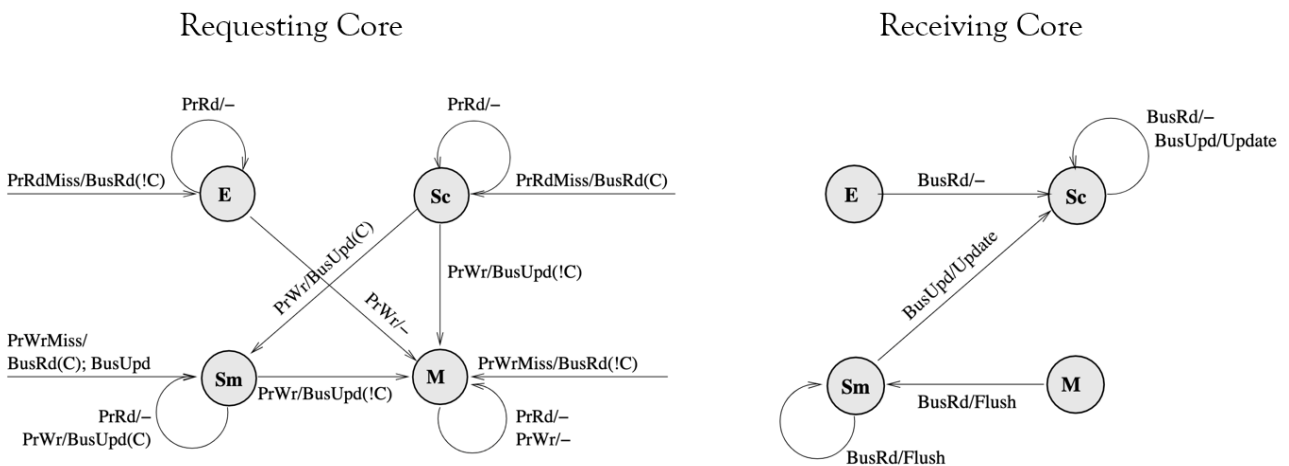 Requesting Core
PrRd/–
PrRd/–
PrRdMiss/BusRd(!C)
E
Sc
PrRdMiss/BusRd(C)
PrWr/BusUpd(C)
PrWr/BusUpd(!C)
PrWr/–
PrWrMiss/
BusRd(C); BusUpd
Sm
PrWr/BusUpd(!C)
M
PrWrMiss/BusRd(!C)
PrRd/–
PrWr/BusUpd(C)
PrRd/–
PrWr/–
Receiving Core
BusRd/–
BusUpd/Update
E
BusRd/–
Sc
BusUpd/Update
Sm
BusRd/Flush
M
BusRd/Flush